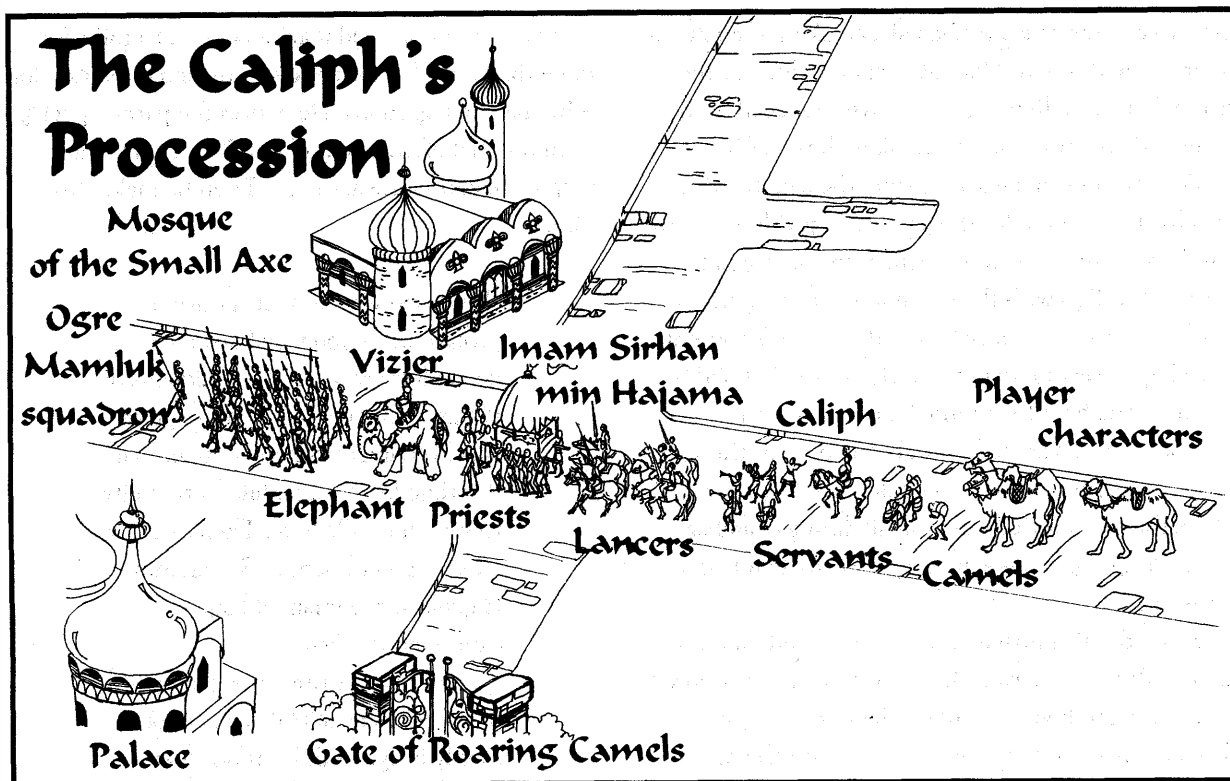 The Caliph's
Procession
Mosque
of the Small Axe
Ogre
Mamluk
squadron
Vizier
Imam Sirhan
min Hajama
Caliph
Player
characters
Elephant
Priests
Lancers
Servants
Camels
Palace
Gate of Roaring Camels